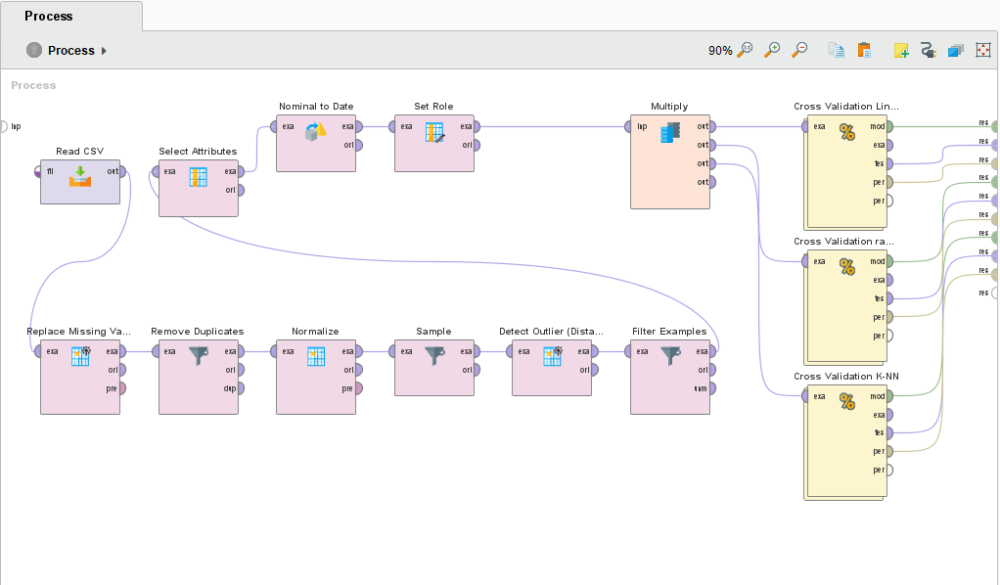 Process
Process
90%
Process
inp
Read CSV
fil
out
Select Attributes
exa
exa
ori
Nominal to Date
exa
exa
ori
Set Role
exa
exa
ori
Multiply
inp
out
out
out
out
Cross Validation Lin...
exa
mod
exa
tes
per
per
Cross Validation ra...
exa
mod
exa
tes
per
per
Cross Validation K-NN
exa
mod
exa
tes
per
per
res
res
res
res
res
res
res
res
res
res
Replace Missing Va...
exa
exa
ori
pre
Remove Duplicates
exa
exa
ori
dup
Normalize
exa
exa
ori
pre
Sample
exa
exa
ori
Detect Outlier (Dista...
exa
exa
ori
Filter Examples
exa
exa
ori
unm